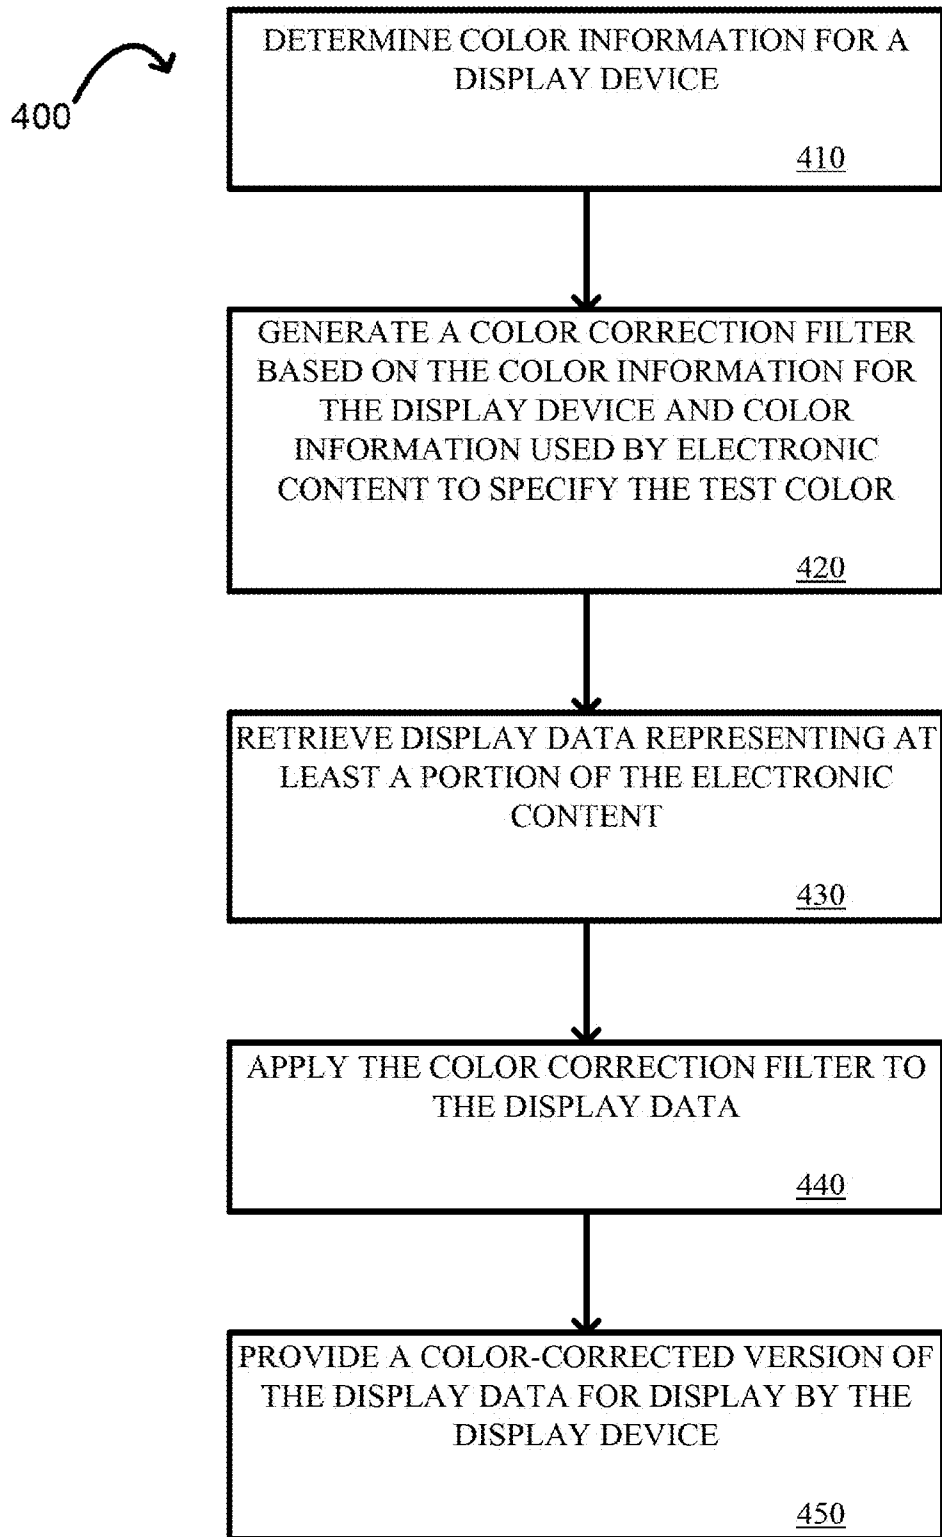 400
DETERMINE COLOR INFORMATION FOR A
DISPLAY DEVICE
410
GENERATE A COLOR CORRECTION FILTER
BASED ON THE COLOR INFORMATION FOR
THE DISPLAY DEVICE AND COLOR
INFORMATION USED BY ELECTRONIC
CONTENT TO SPECIFY THE TEST COLOR
420
RETRIEVE DISPLAY DATA REPRESENTING AT
LEAST A PORTION OF THE ELECTRONIC
CONTENT
430
APPLY THE COLOR CORRECTION FILTER TO
THE DISPLAY DATA
440
PROVIDE A COLOR-CORRECTED VERSION OF
THE DISPLAY DATA FOR DISPLAY BY THE
DISPLAY DEVICE
450